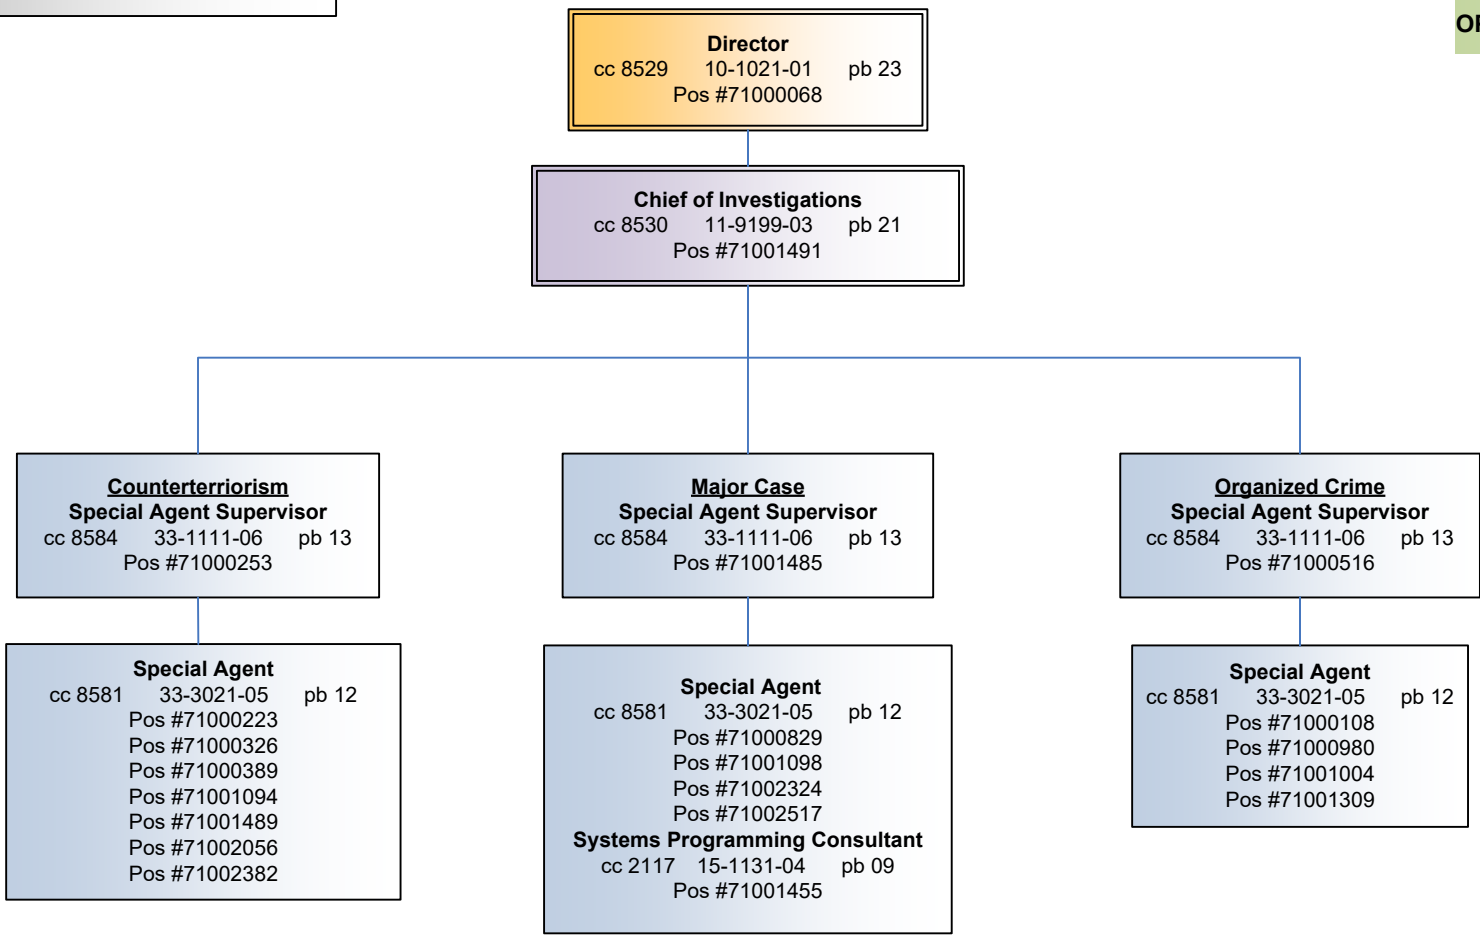 Director
cc 8529 10-1021-01 pb 23
Pos #71000068
Chief of Investigations
cc 8530 11-9199-03 pb 21
Pos #71001491
Counterterriorism
Special Agent Supervisor
cc 8584 33-1111-06 pb 13
Pos #71000253
Special Agent
cc 8581 33-3021-05 pb 12
Pos #71000223
Pos #71000326
Pos #71000389
Pos #71001094
Pos #71001489
Pos #71002056
Pos #71002382
Major Case
Special Agent Supervisor
cc 8584 33-1111-06 pb 13
Pos #71001485
Special Agent
cc 8581 33-3021-05 pb 12
Pos #71000829
Pos #71001098
Pos #71002324
Pos #71002517
Systems Programming Consultant
cc 2117 15-1131-04 pb 09
Pos #71001455
Organized Crime
Special Agent Supervisor
cc 8584 33-1111-06 pb 13
Pos #71000516
Special Agent
cc 8581 33-3021-05 pb 12
Pos #71000108
Pos #71000980
Pos #71001004
Pos #71001309